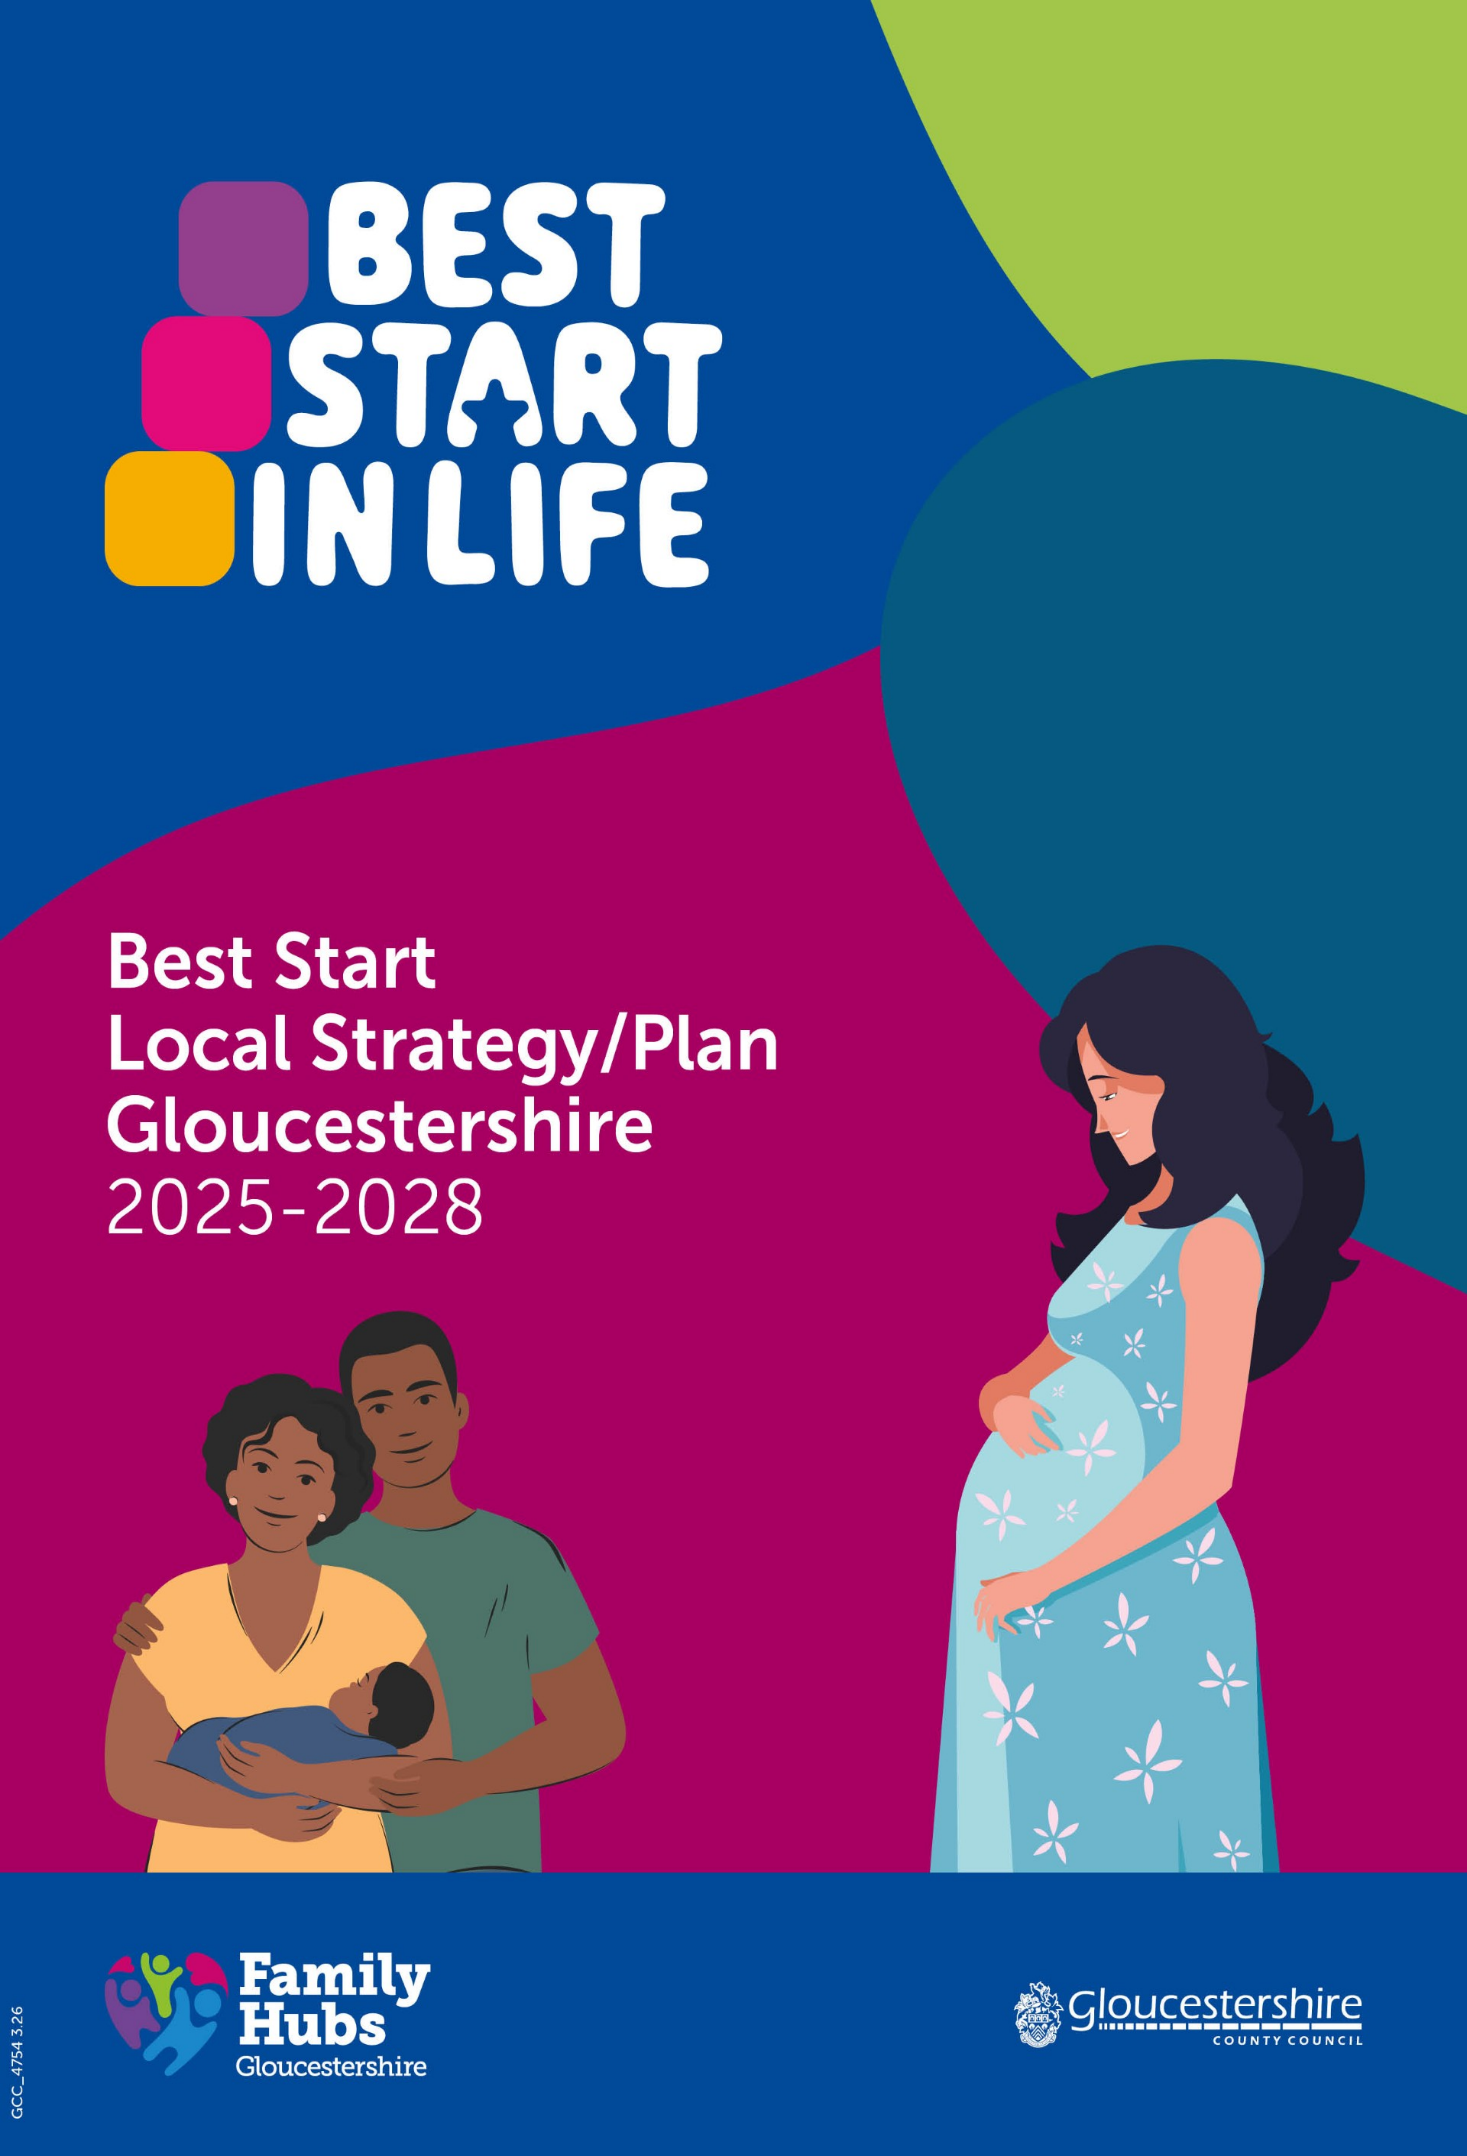 BEST
START
IN LIFE
Best Start
Local Strategy/Plan
Gloucestershire
2025-2028
Family
Hubs
Gloucestershire
Gloucestershire
COUNTY COUNCIL
GCC_4754 3.26